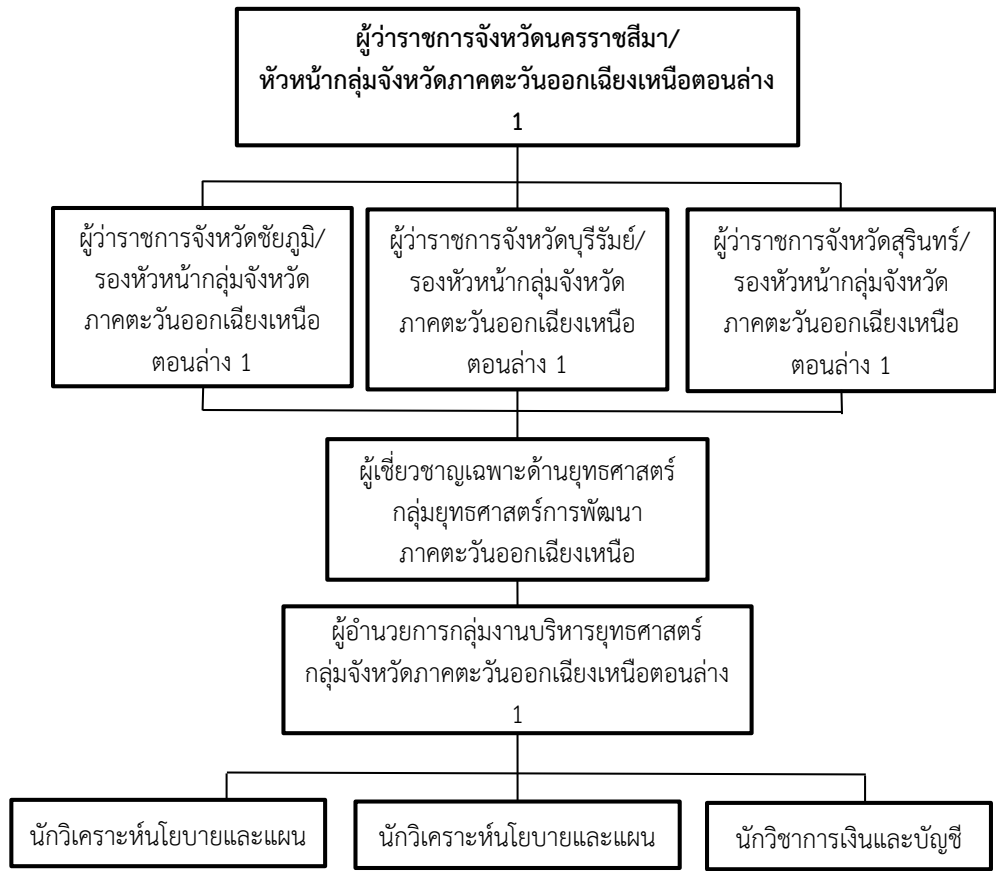 ผู้ว่าราชการจังหวัดนครราชสีมา/
หัวหน้ากลุ่มจังหวัดภาคตะวันออกเฉียงเหนือตอนล่าง
1
ผู้ว่าราชการจังหวัดชัยภูมิ/
รองหัวหน้ากลุ่มจังหวัด
ภาคตะวันออกเฉียงเหนือ
ตอนล่าง 1
ผู้ว่าราชการจังหวัดบุรีรัมย์/
รองหัวหน้ากลุ่มจังหวัด
ภาคตะวันออกเฉียงเหนือ
ตอนล่าง 1
ผู้ว่าราชการจังหวัดสุรินทร์/
รองหัวหน้ากลุ่มจังหวัด
ภาคตะวันออกเฉียงเหนือ
ตอนล่าง 1
ผู้เชี่ยวชาญเฉพาะด้านยุทธศาสตร์
กลุ่มยุทธศาสตร์การพัฒนา
ภาคตะวันออกเฉียงเหนือ
ผู้อำนวยการกลุ่มงานบริหารยุทธศาสตร์
กลุ่มจังหวัดภาคตะวันออกเฉียงเหนือตอนล่าง
1
นักวิเคราะห์นโยบายและแผน
นักวิเคราะห์นโยบายและแผน
นักวิชาการเงินและบัญชี